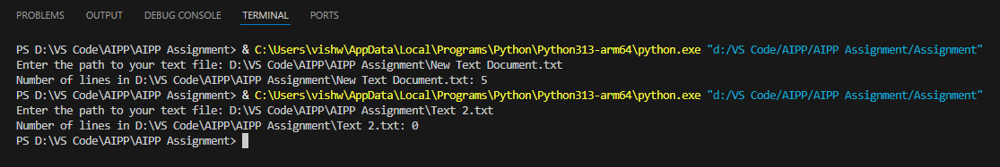 PROBLEMS OUTPUT DEBUG CONSOLE TERMINAL PORTS
PS D:\VS Code\AIPP\AIPP Assignment> & C:\Users\vishw\AppData\Local\Programs\Python\Python313-arm64\python.exe "d:/VS Code/AIPP/AIPP Assignment/Assignment"
Enter the path to your text file: D:\VS Code\AIPP\AIPP Assignment\New Text Document.txt
Number of lines in D:\VS Code\AIPP\AIPP Assignment\New Text Document.txt: 5
PS D:\VS Code\AIPP\AIPP Assignment> & C:\Users\vishw\AppData\Local\Programs\Python\Python313-arm64\python.exe "d:/VS Code/AIPP/AIPP Assignment/Assignment"
Enter the path to your text file: D:\VS Code\AIPP\AIPP Assignment\Text 2.txt
Number of lines in D:\VS Code\AIPP\AIPP Assignment\Text 2.txt: 0
PS D:\VS Code\AIPP\AIPP Assignment>